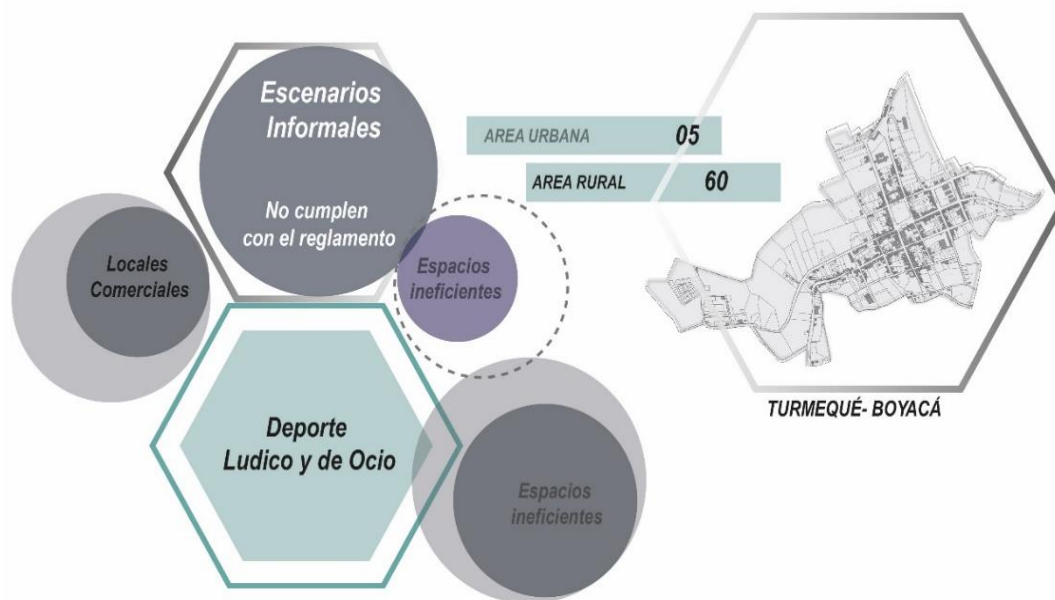 Escenarios
Informales
No cumplen
con el reglamento
AREA URBANA 05
AREA RURAL 60
Locales
Comerciales
Espacios
ineficientes
Deporte
Ludico y de Ocio
Espacios
ineficientes
TURMEQUÉ- BOYACÁ